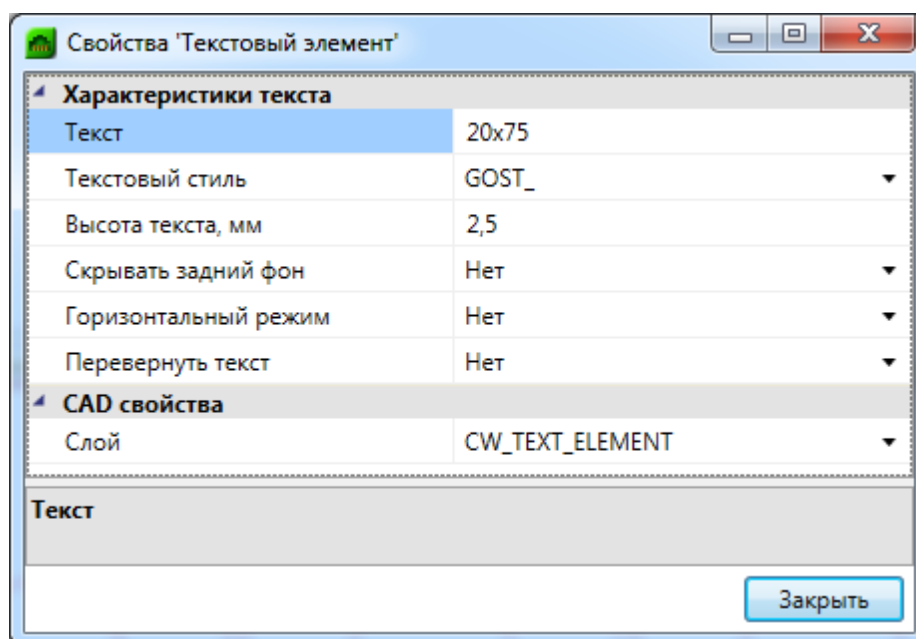 Свойства 'Текстовый элемент'
Характеристики текста
Текст 20x75
Текстовый стиль GOST_
Высота текста, мм 2,5
Скрывать задний фон Нет
Горизонтальный режим Нет
Перевернуть текст Нет
CAD свойства
Слой CW_TEXT_ELEMENT
Текст
Закрыть